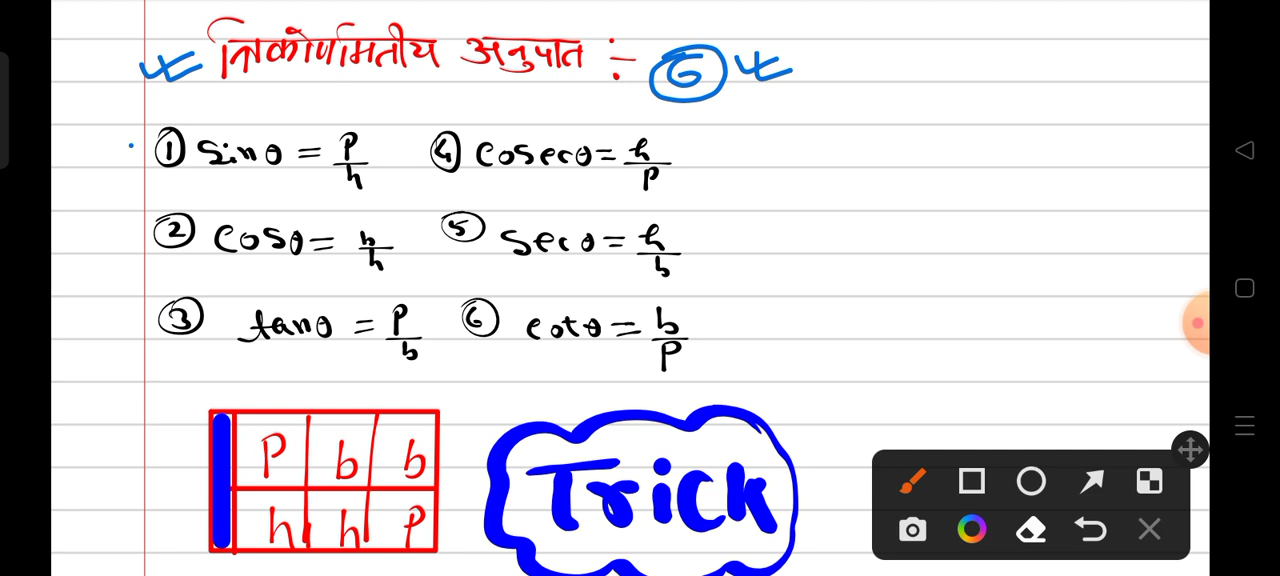 त्रिकोणमितीय अनुपात :- 6
① sinθ = p/h ④ cosecθ = h/p
② cosθ = b/h ⑤ secθ = h/b
③ tanθ = p/b ⑥ cotθ = b/p
P b b
h h P
Trick